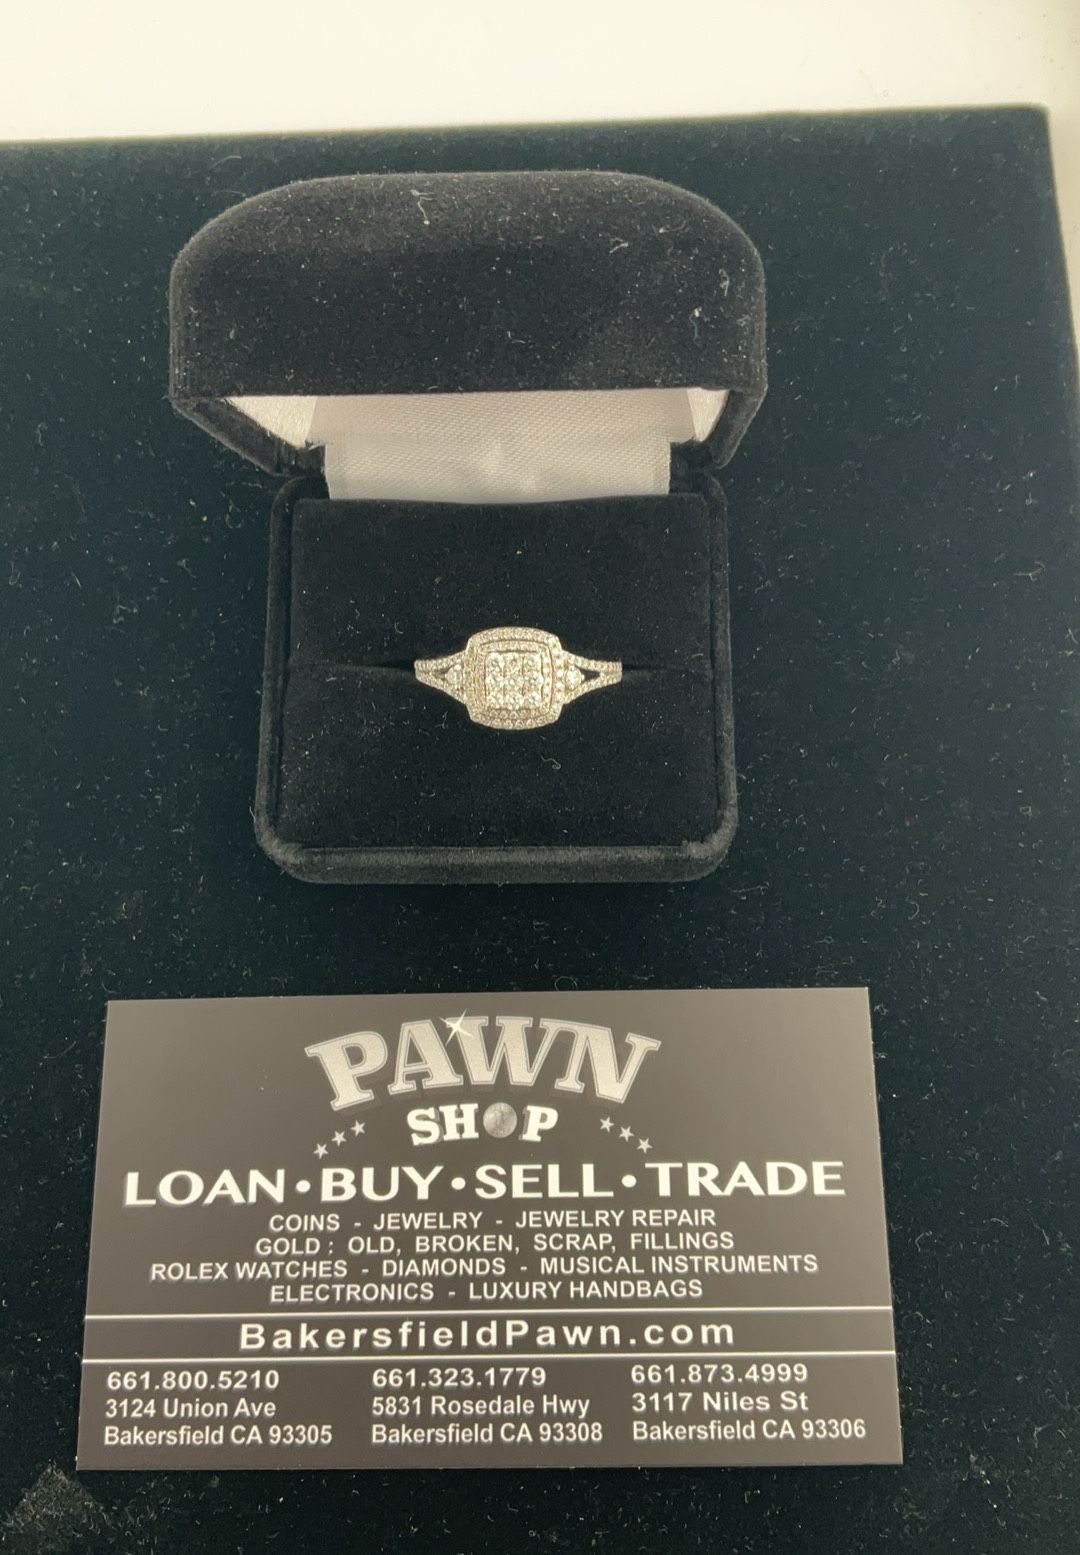 PAWN
SHOP
LOAN•BUY•SELL•TRADE
COINS - JEWELRY - JEWELRY REPAIR
GOLD : OLD, BROKEN, SCRAP, FILLINGS
ROLEX WATCHES - DIAMONDS - MUSICAL INSTRUMENTS
ELECTRONICS - LUXURY HANDBAGS
BakersfieldPawn.com
661.800.5210 661.323.1779 661.873.4999
3124 Union Ave 5831 Rosedale Hwy 3117 Niles St
Bakersfield CA 93305 Bakersfield CA 93308 Bakersfield CA 93306